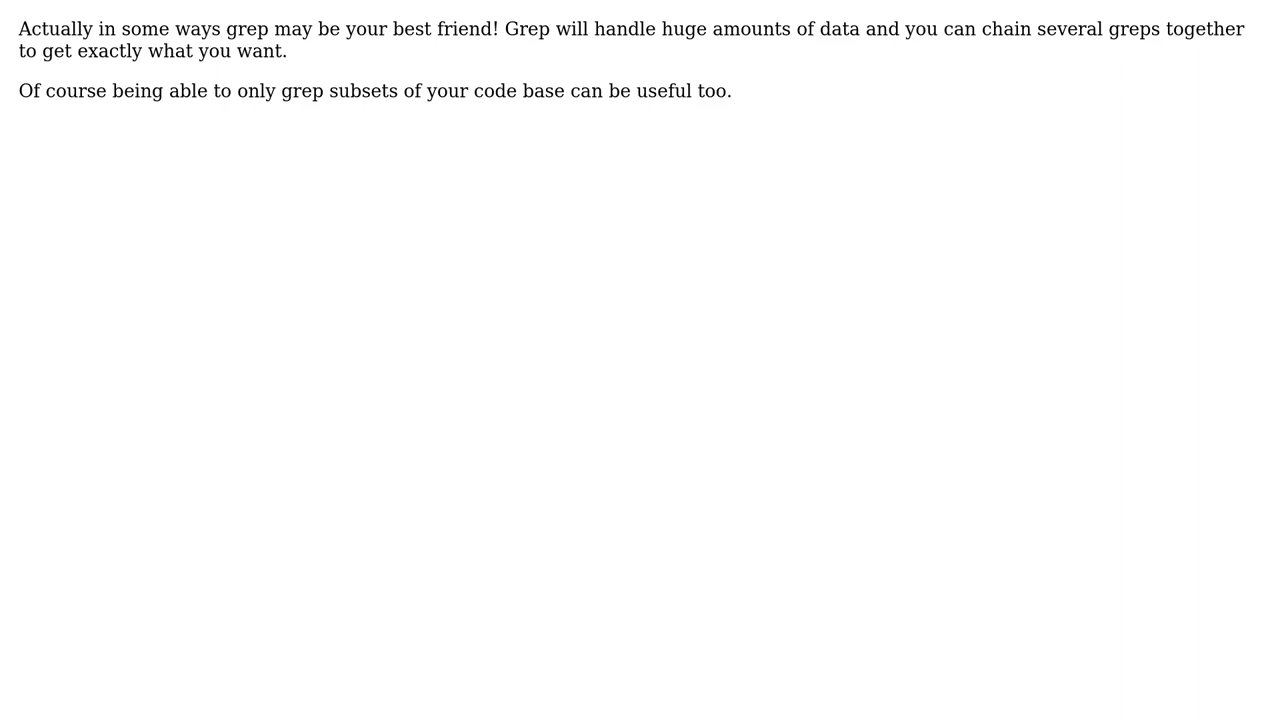 Actually in some ways grep may be your best friend! Grep will handle huge amounts of data and you can chain several greps together
to get exactly what you want.
Of course being able to only grep subsets of your code base can be useful too.